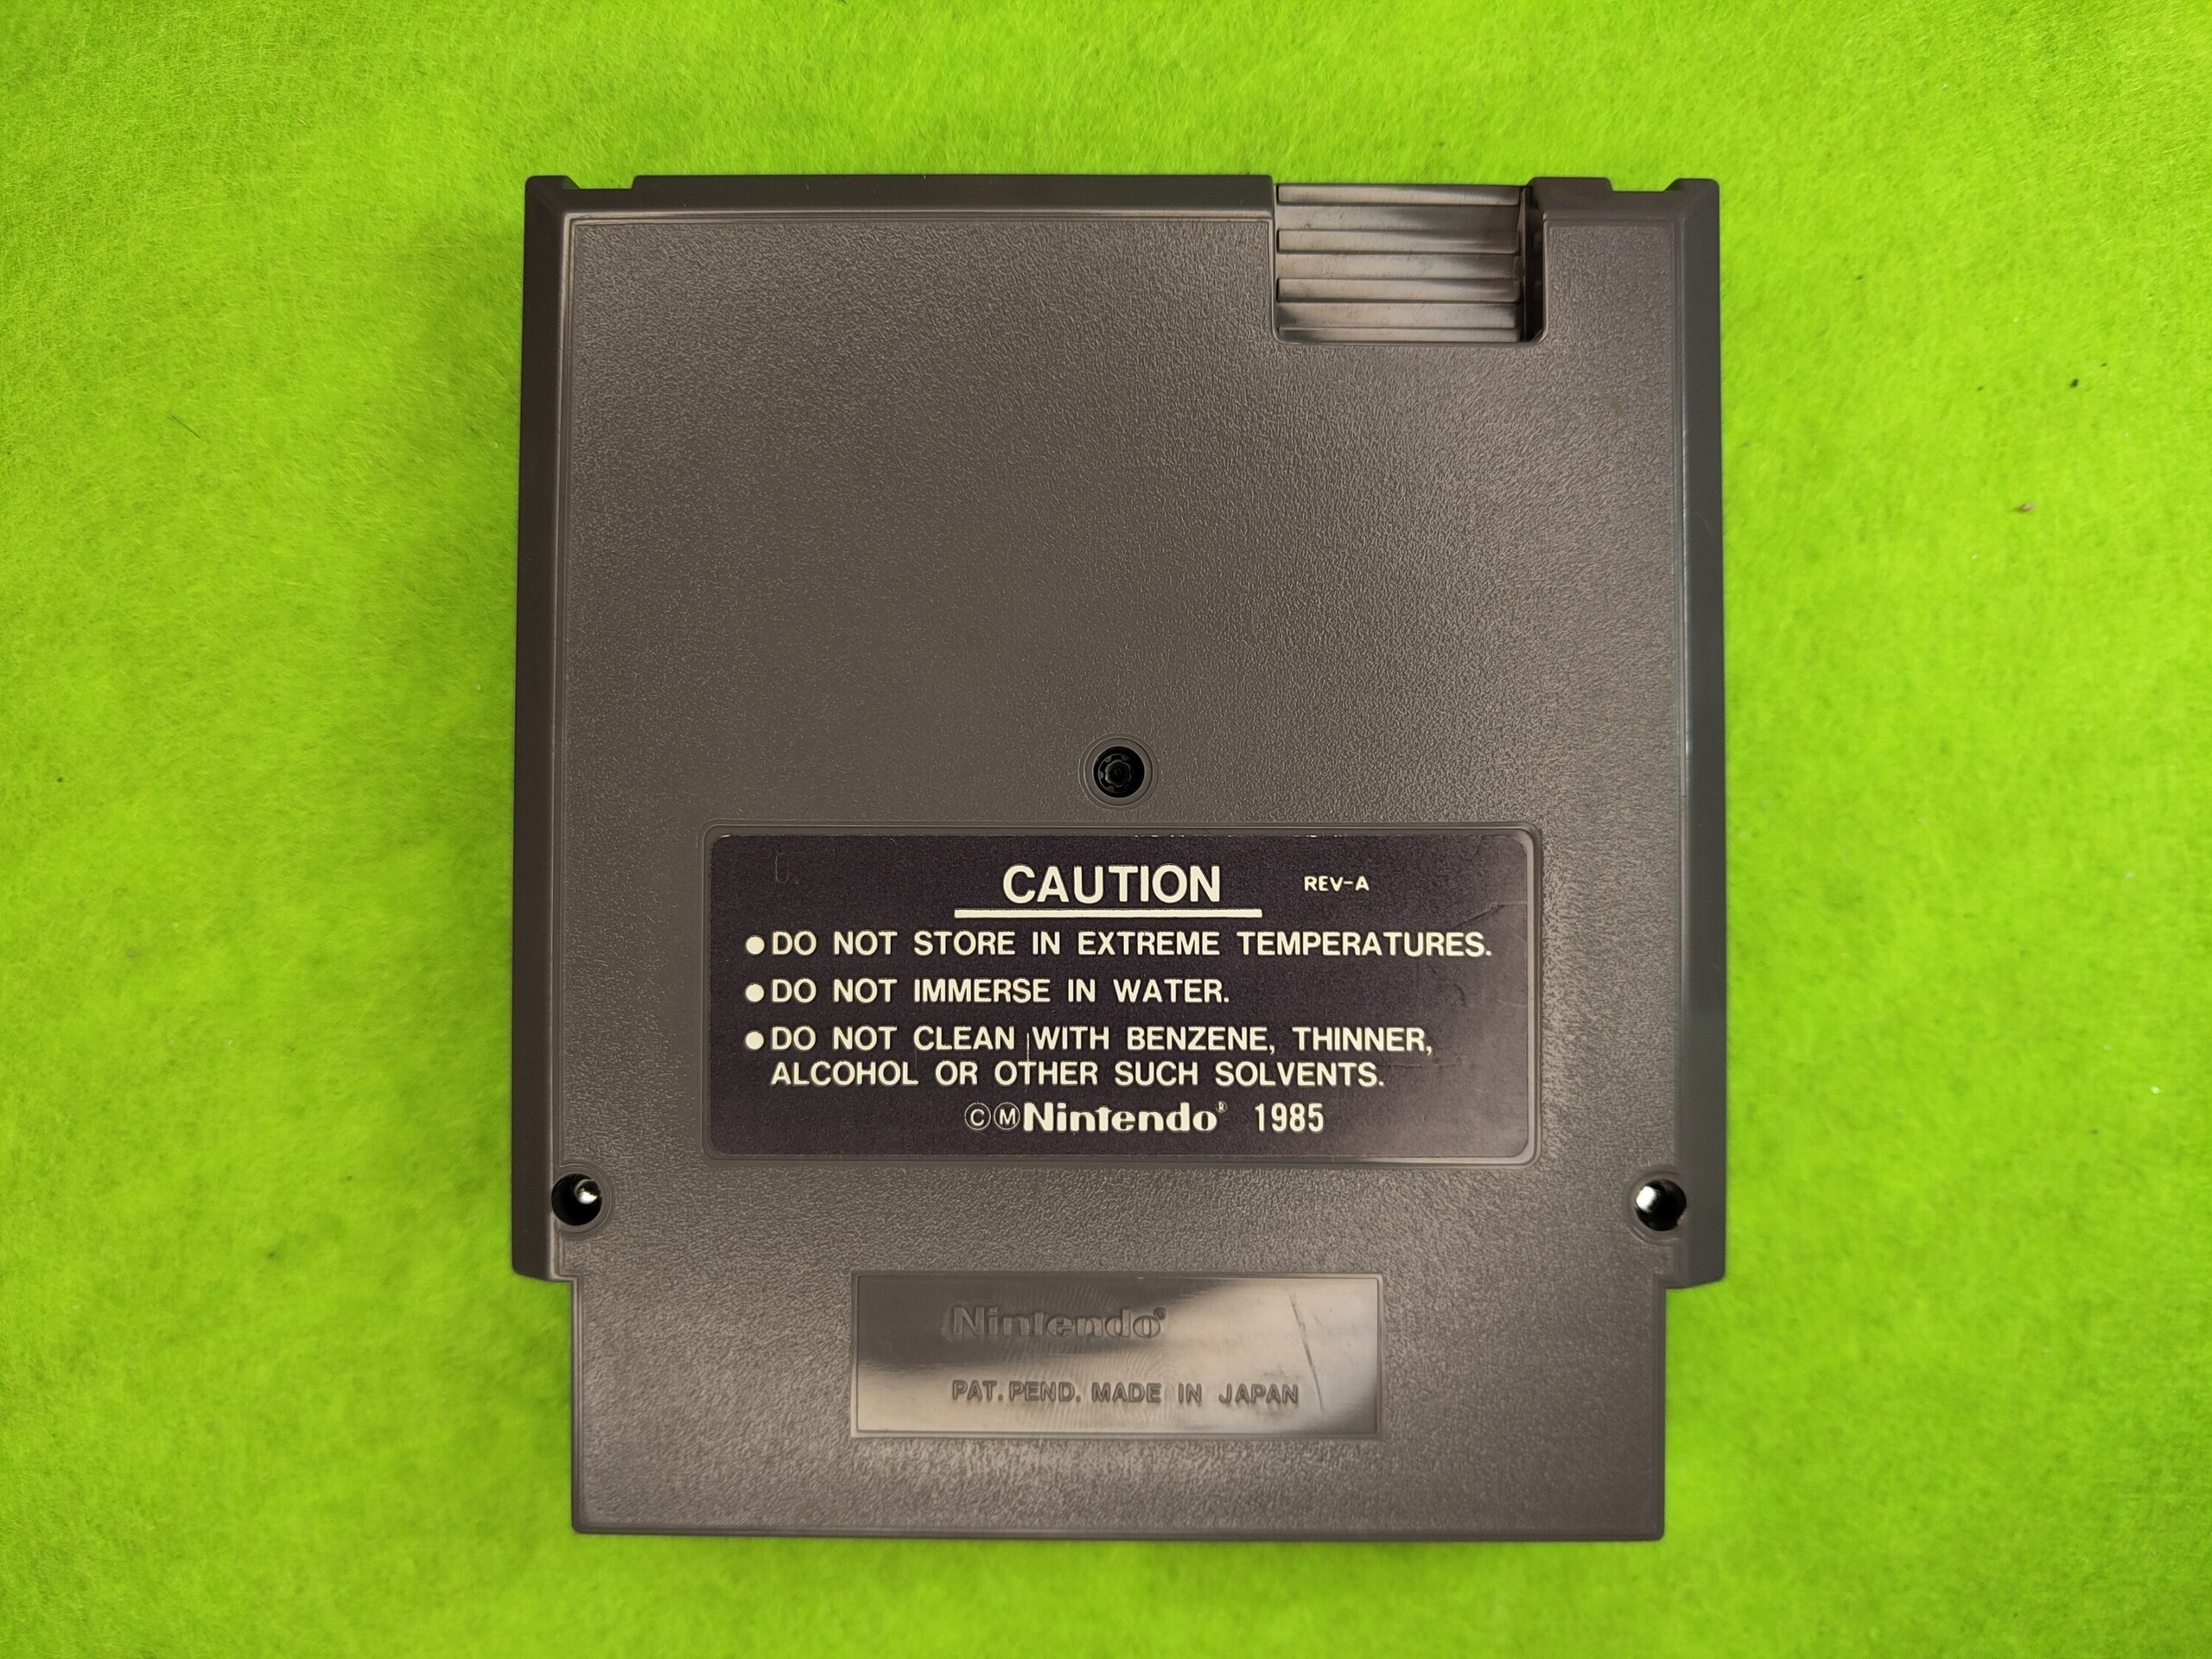 CAUTION REV-A
●DO NOT STORE IN EXTREME TEMPERATURES.
●DO NOT IMMERSE IN WATER.
●DO NOT CLEAN WITH BENZENE, THINNER,
ALCOHOL OR OTHER SUCH SOLVENTS.
ⒸⓂNintendo® 1985
Nintendo®
PAT. PEND. MADE IN JAPAN